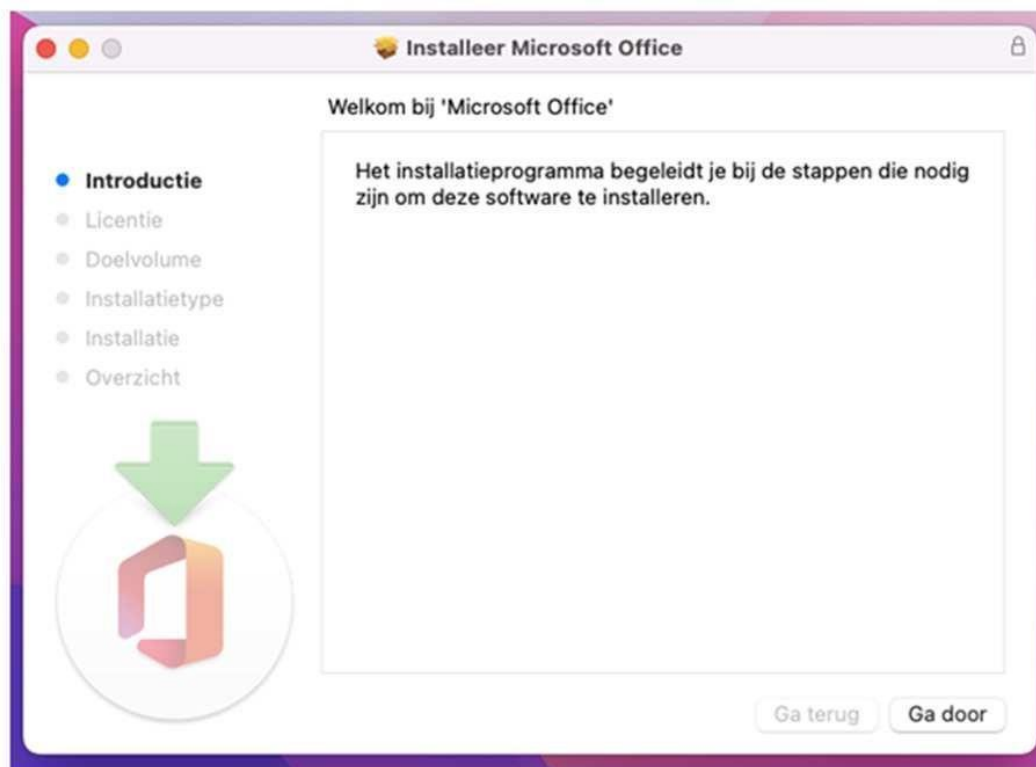 Installeer Microsoft Office
Welkom bij 'Microsoft Office'
Introductie
Licentie
Doelvolume
Installatietype
Installatie
Overzicht
Het installatieprogramma begeleidt je bij de stappen die nodig
zijn om deze software te installeren.
Ga terug
Ga door